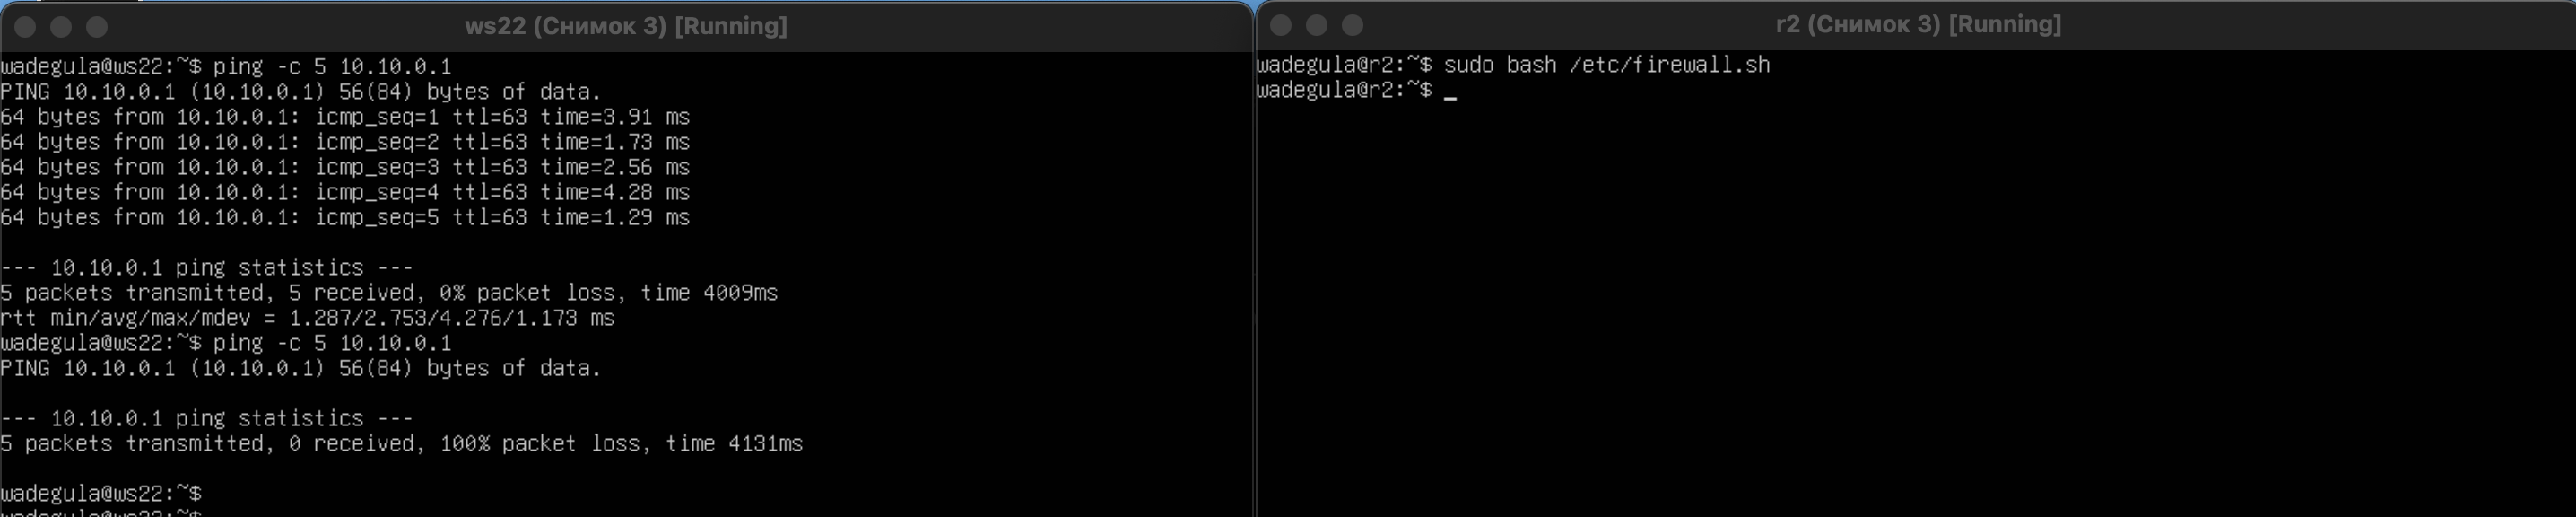 ws22 (Снимок 3) [Running]
wadegula@ws22:~$ ping -c 5 10.10.0.1
PING 10.10.0.1 (10.10.0.1) 56(84) bytes of data.
64 bytes from 10.10.0.1: icmp_seq=1 ttl=63 time=3.91 ms
64 bytes from 10.10.0.1: icmp_seq=2 ttl=63 time=1.73 ms
64 bytes from 10.10.0.1: icmp_seq=3 ttl=63 time=2.56 ms
64 bytes from 10.10.0.1: icmp_seq=4 ttl=63 time=4.28 ms
64 bytes from 10.10.0.1: icmp_seq=5 ttl=63 time=1.29 ms
--- 10.10.0.1 ping statistics ---
5 packets transmitted, 5 received, 0% packet loss, time 4009ms
rtt min/avg/max/mdev = 1.287/2.753/4.276/1.173 ms
wadegula@ws22:~$ ping -c 5 10.10.0.1
PING 10.10.0.1 (10.10.0.1) 56(84) bytes of data.
--- 10.10.0.1 ping statistics ---
5 packets transmitted, 0 received, 100% packet loss, time 4131ms
wadegula@ws22:~$
wadegula@ws22:~$
r2 (Снимок 3) [Running]
wadegula@r2:~$ sudo bash /etc/firewall.sh
wadegula@r2:~$ _